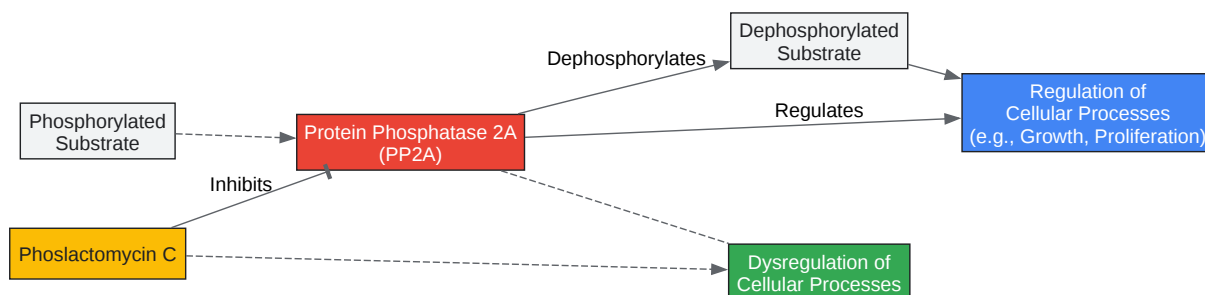 Dephosphorylated
Substrate
Dephosphorylates
Regulation of
Cellular Processes
(e.g., Growth, Proliferation)
Regulates
Phosphorylated
Substrate
Protein Phosphatase 2A
(PP2A)
Inhibits
Phoslactomycin C
Dysregulation of
Cellular Processes